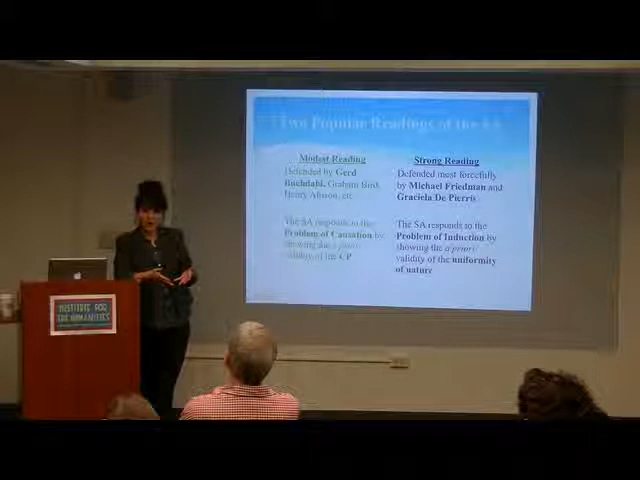 Two Popular Readings of the SA
Modest Reading
Defended by Gerd
Buchdahl, Graham Bird,
Henry Allison, etc.
The SA responds to the
Problem of Causation by
showing the a priori
validity of the CP
Strong Reading
Defended most forcefully
by Michael Friedman and
Graciela De Pierris
The SA responds to the
Problem of Induction by
showing the a priori
validity of the uniformity
of nature
INSTITUTE FOR
THE HUMANITIES